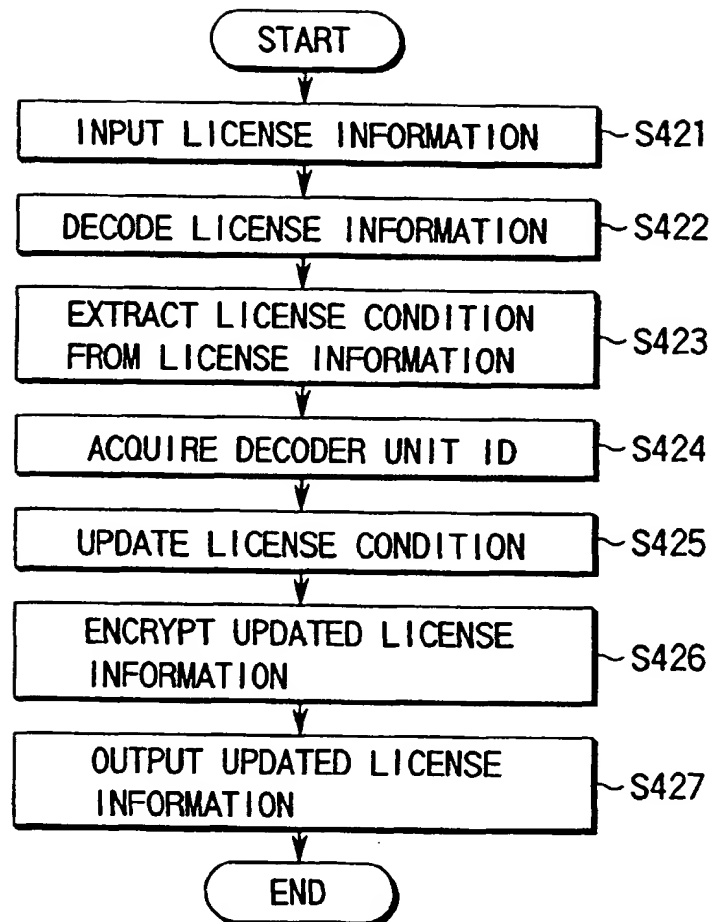 START
INPUT LICENSE INFORMATION
S421
DECODE LICENSE INFORMATION
S422
EXTRACT LICENSE CONDITION
FROM LICENSE INFORMATION
S423
ACQUIRE DECODER UNIT ID
S424
UPDATE LICENSE CONDITION
S425
ENCRYPT UPDATED LICENSE
INFORMATION
S426
OUTPUT UPDATED LICENSE
INFORMATION
S427
END